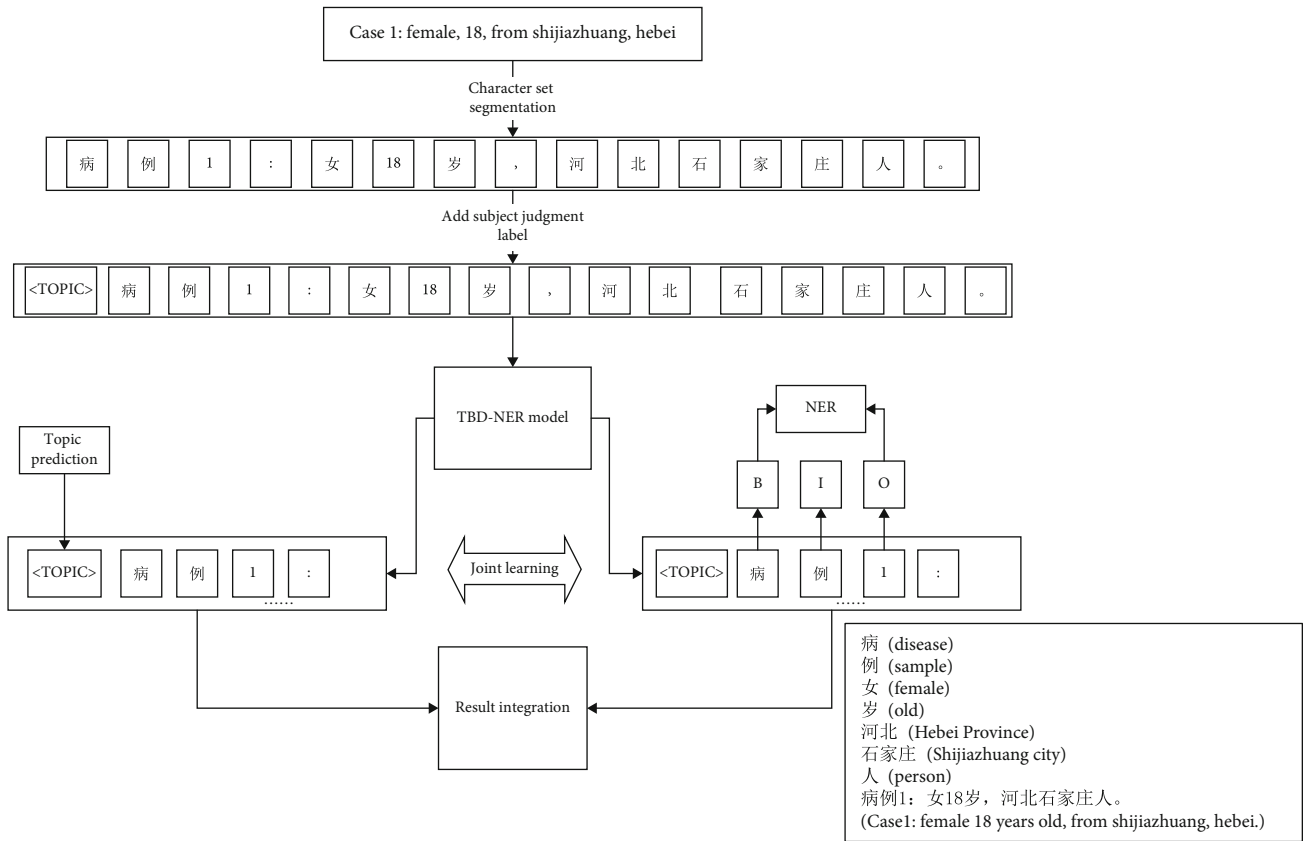 Case 1: female, 18, from shijiazhuang, hebei
Character set
segmentation
病 例 1 : 女 18 岁 , 河 北 石 家 庄 人 。
Add subject judgment
label
<TOPIC> 病 例 1 : 女 18 岁 , 河 北 石 家 庄 人 。
TBD-NER model
NER
Topic
prediction
B I O
<TOPIC> 病 例 1 :
......
Joint learning
<TOPIC> 病 例 1 :
......
Result integration
病 (disease)
例 (sample)
女 (female)
岁 (old)
河北 (Hebei Province)
石家庄 (Shijiazhuang city)
人 (person)
病例1：女18岁，河北石家庄人。
(Case1: female 18 years old, from shijiazhuang, hebei.)